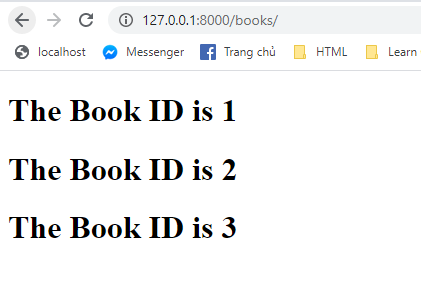 127.0.0.1:8000/books/
localhost Messenger Trang chủ HTML Learn
The Book ID is 1
The Book ID is 2
The Book ID is 3